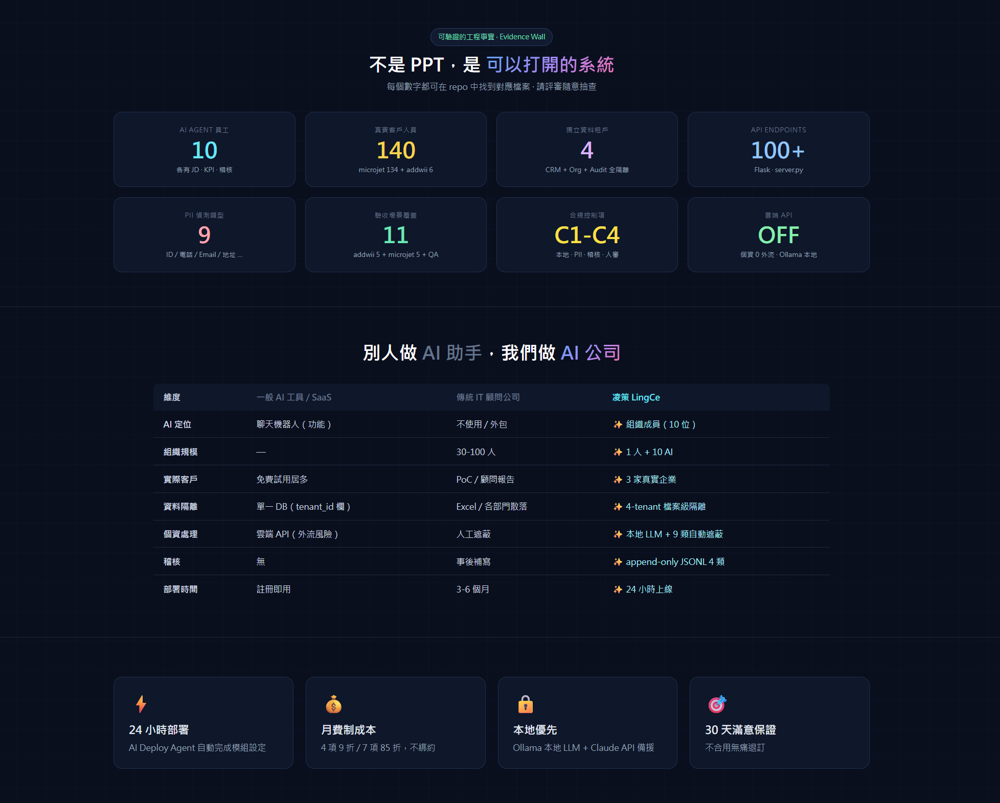 可驗證的工程事實 · Evidence Wall
不是 PPT，是 可以打開的系統
每個數字都可在 repo 中找到對應檔案 · 請評審隨意抽查
AI AGENT 員工
10
各有 JD · KPI · 稽核
真實客戶人員
140
microjet 134 + addwii 6
獨立資料租戶
4
CRM + Org + Audit 全隔離
API ENDPOINTS
100+
Flask · server.py
PII 偵測類型
9
ID / 電話 / Email / 地址 ...
驗收場景覆蓋
11
addwii 5 + microjet 5 + QA
合規控制項
C1-C4
本地 · PII · 稽核 · 人審
雲端 API
OFF
個資 0 外流 · Ollama 本地
別人做 AI 助手，我們做 AI 公司
維度 一般 AI 工具 / SaaS 傳統 IT 顧問公司 凌策 LingCe
AI 定位 聊天機器人（功能） 不使用 / 外包 ✨ 組織成員（10 位）
組織規模 — 30-100 人 ✨ 1 人 + 10 AI
實際客戶 免費試用居多 PoC / 顧問報告 ✨ 3 家真實企業
資料隔離 單一 DB（tenant_id 欄） Excel / 各部門散落 ✨ 4-tenant 檔案級隔離
個資處理 雲端 API（外流風險） 人工遮蔽 ✨ 本地 LLM + 9 類自動遮蔽
稽核 無 事後補寫 ✨ append-only JSONL 4 類
部署時間 註冊即用 3-6 個月 ✨ 24 小時上線
24 小時部署
AI Deploy Agent 自動完成模組設定
月費制成本
4 項 9 折 / 7 項 85 折，不綁約
本地優先
Ollama 本地 LLM + Claude API 備援
30 天滿意保證
不合用無痛退訂